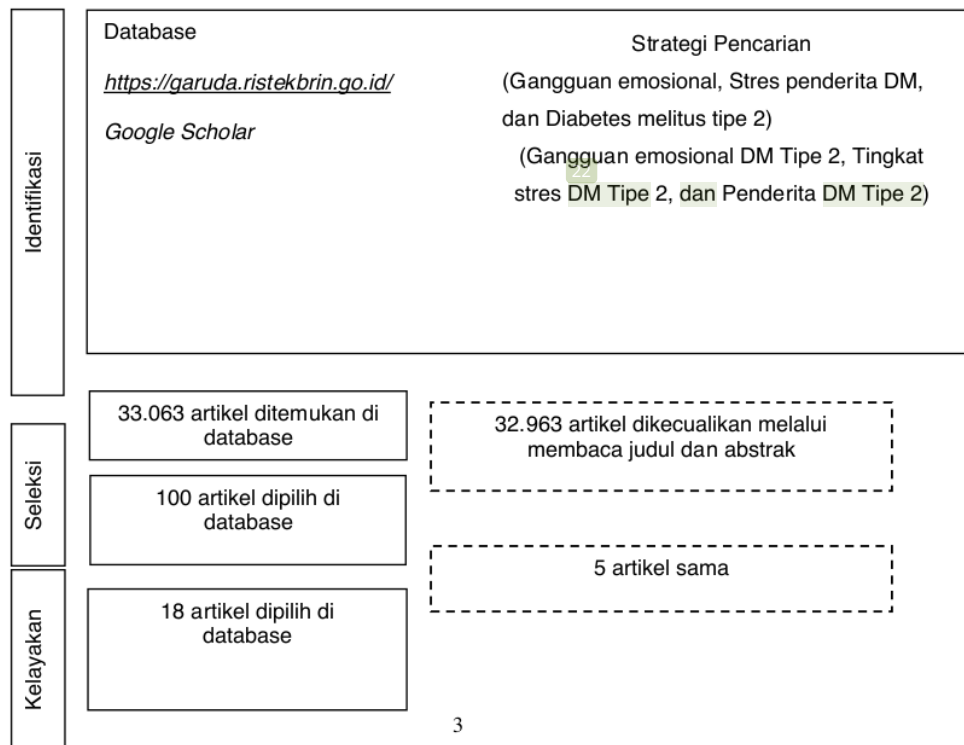 Identifikasi
Database
https://garuda.ristekbrin.go.id/
Google Scholar
Strategi Pencarian
(Gangguan emosional, Stres penderita DM,
dan Diabetes melitus tipe 2)
(Gangguan emosional DM Tipe 2, Tingkat
22
stres DM Tipe 2, dan Penderita DM Tipe 2)
Seleksi
33.063 artikel ditemukan di
database
32.963 artikel dikecualikan melalui
membaca judul dan abstrak
100 artikel dipilih di
database
5 artikel sama
Kelayakan
18 artikel dipilih di
database
3